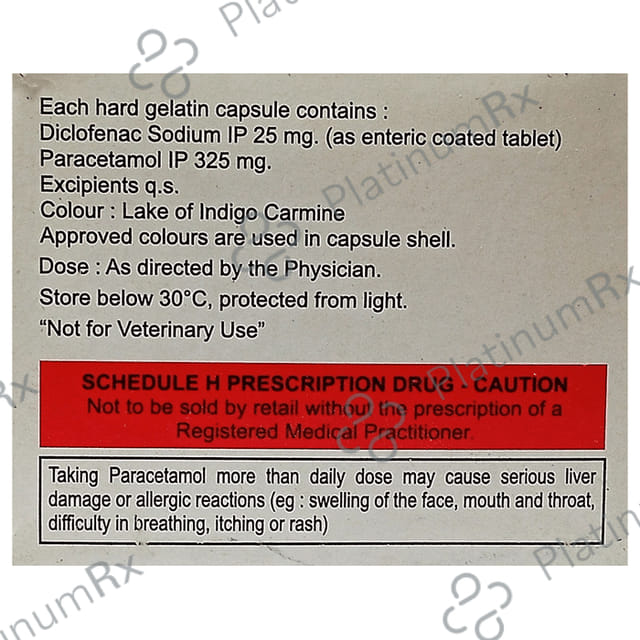 PlatinumRx
Each hard gelatin capsule contains :
Diclofenac Sodium IP 25 mg. (as enteric coated tablet)
Paracetamol IP 325 mg.
Excipients q.s.
Colour : Lake of Indigo Carmine
Approved colours are used in capsule shell.
Dose : As directed by the Physician.
Store below 30°C, protected from light.
“Not for Veterinary Use”
SCHEDULE H PRESCRIPTION DRUG - CAUTION
Not to be sold by retail without the prescription of a
Registered Medical Practitioner.
Taking Paracetamol more than daily dose may cause serious liver
damage or allergic reactions (eg : swelling of the face, mouth and throat,
difficulty in breathing, itching or rash)